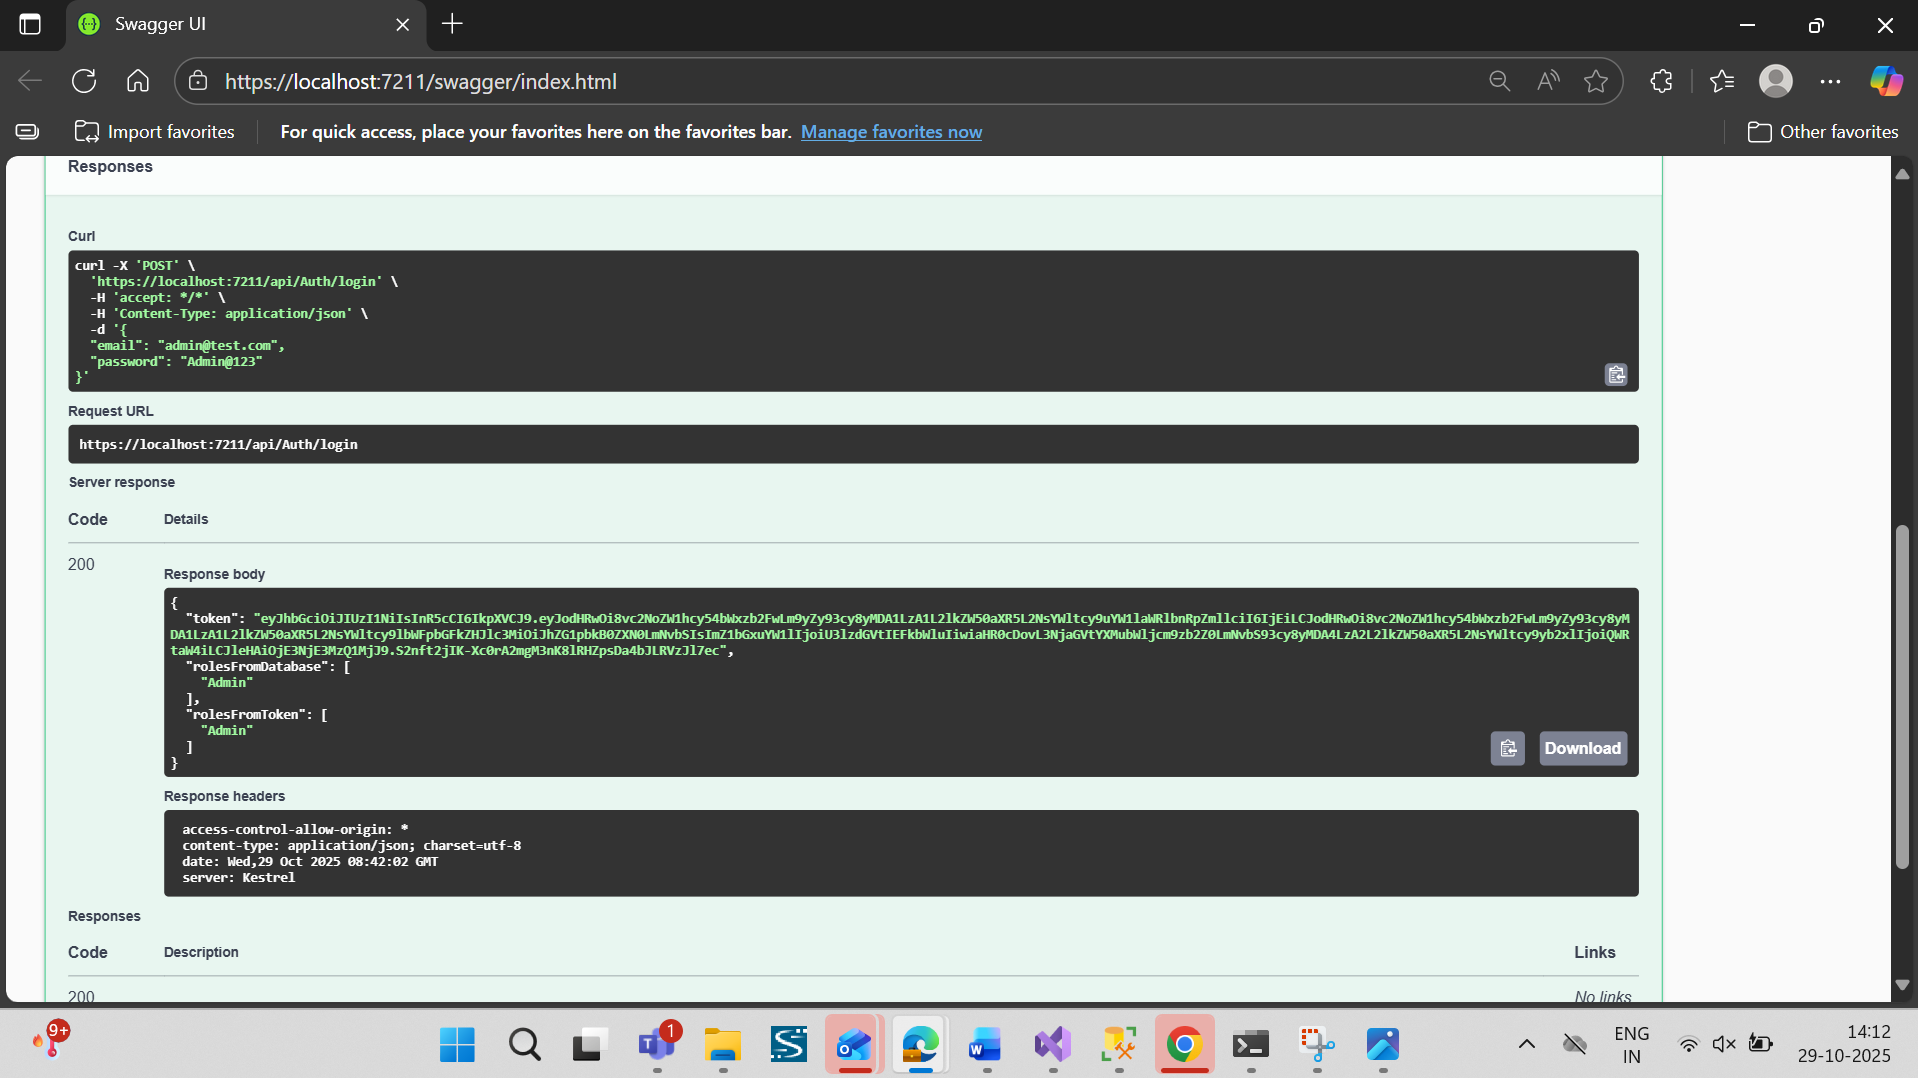 Swagger UI
https://localhost:7211/swagger/index.html
Import favorites
For quick access, place your favorites here on the favorites bar. Manage favorites now
Other favorites
Responses
Curl
curl -X 'POST' \
'https://localhost:7211/api/Auth/login' \
-H 'accept: */*' \
-H 'Content-Type: application/json' \
-d '{
"email": "admin@test.com",
"password": "Admin@123"
}'
Request URL
https://localhost:7211/api/Auth/login
Server response
Code Details
200
Response body
{
"token": "eyJhbGciOiJIUzI1NiIsInR5cCI6IkpXVCJ9.eyJodHRwOi8vc2NoZW1hcy54bWxzb2FwLm9yZy93cy8yMDA1LzA1L2lkZW50aXR5L2NsYWltcy9uYW1laWRlbnRpZmllciI6IjEiLCJodHRwOi8vc2NoZW1hcy54bWxzb2FwLm9yZy93cy8yM
DA1LzA1L2lkZW50aXR5L2NsYWltcy9lbWFpbGFkZHJlc3MiOiJhZG1pbkB0ZXN0LmNvbSIsImZ1bGxuYW1lIjoiU3lzdGVtIEFkbWluIiwiaHR0cDovL3NjaGVtYXMubWljcm9zb2Z0LmNvbS93cy8yMDA4LzA2L2lkZW50aXR5L2NsYWltcy9yb2xlIjoiQWR
taW4iLCJleHAiOjE3NjE3MzQ1MjJ9.S2nft2jIK-Xc0rA2mgM3nK8lRHZpsDa4bJLRVzJl7ec",
"rolesFromDatabase": [
"Admin"
],
"rolesFromToken": [
"Admin"
]
}
Download
Response headers
access-control-allow-origin: *
content-type: application/json; charset=utf-8
date: Wed,29 Oct 2025 08:42:02 GMT
server: Kestrel
Responses
Code Description Links
200 No links
9+
1
ENG
IN
14:12
29-10-2025